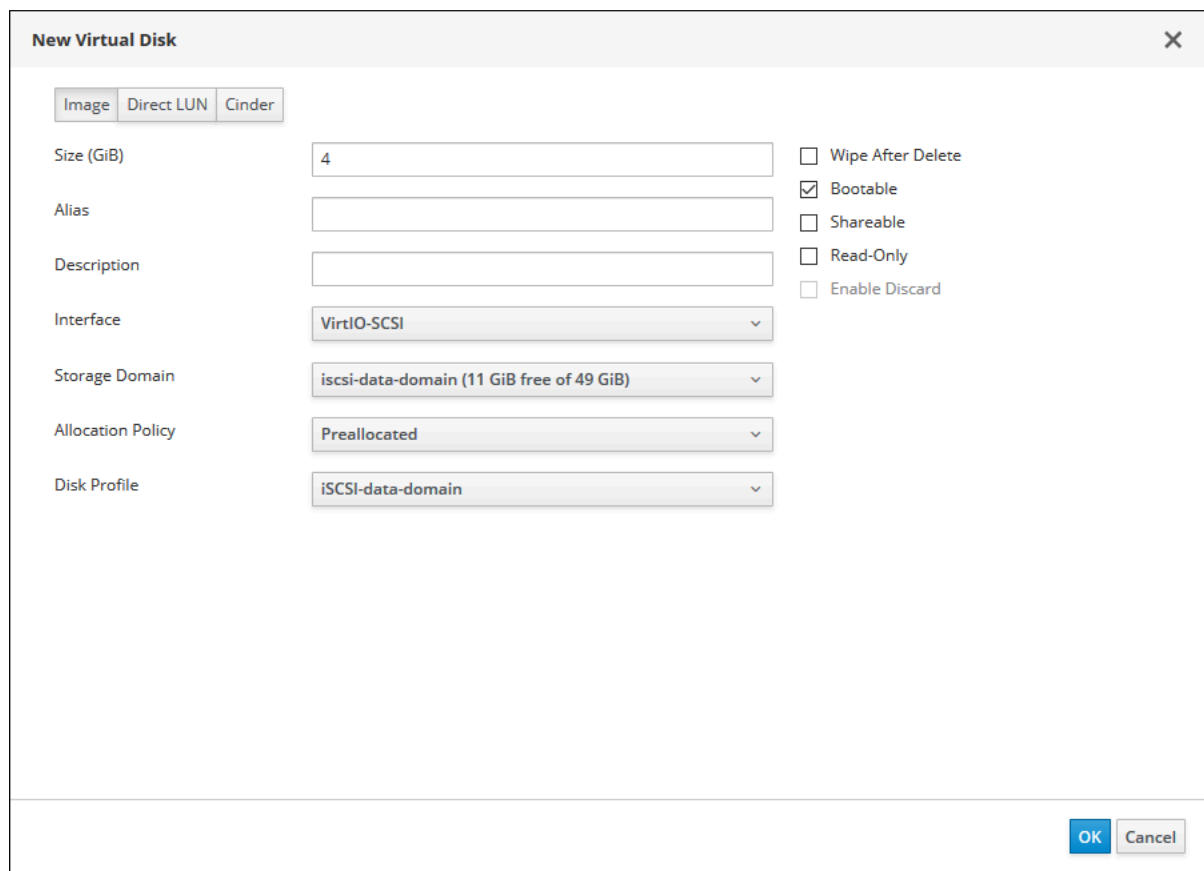 New Virtual Disk
Image Direct LUN Cinder
Size (GiB) 4 Wipe After Delete
Bootable
Alias Shareable
Description Read-Only
Enable Discard
Interface VirtIO-SCSI
Storage Domain iscsi-data-domain (11 GiB free of 49 GiB)
Allocation Policy Preallocated
Disk Profile iSCSI-data-domain
OK Cancel